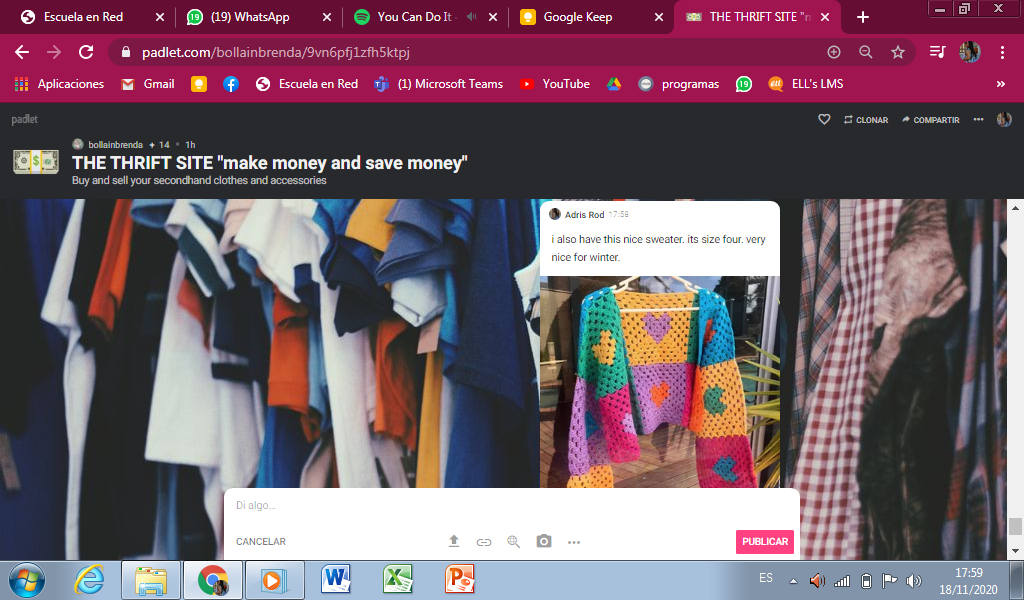 Escuela en Red
(19) WhatsApp
You Can Do It
Google Keep
THE THRIFT SITE "m
padlet.com/bollainbrenda/9vn6pfj1zfh5ktpj
Aplicaciones
Gmail
Escuela en Red
(1) Microsoft Teams
YouTube
programas
19
ELL's LMS
»
padlet
CLONAR
COMPARTIR
bollainbrenda + 14 • 1h
THE THRIFT SITE "make money and save money"
Buy and sell your secondhand clothes and accessories
Adris Rod 17:58
i also have this nice sweater. its size four. very
nice for winter.
Di algo...
CANCELAR
PUBLICAR
ES
17:59
18/11/2020